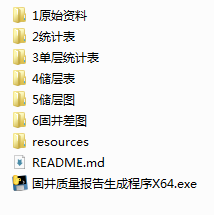 1原始资料
2统计表
3单层统计表
4储层表
5储层图
6固井差图
resources
README.md
固井质量报告生成程序X64.exe